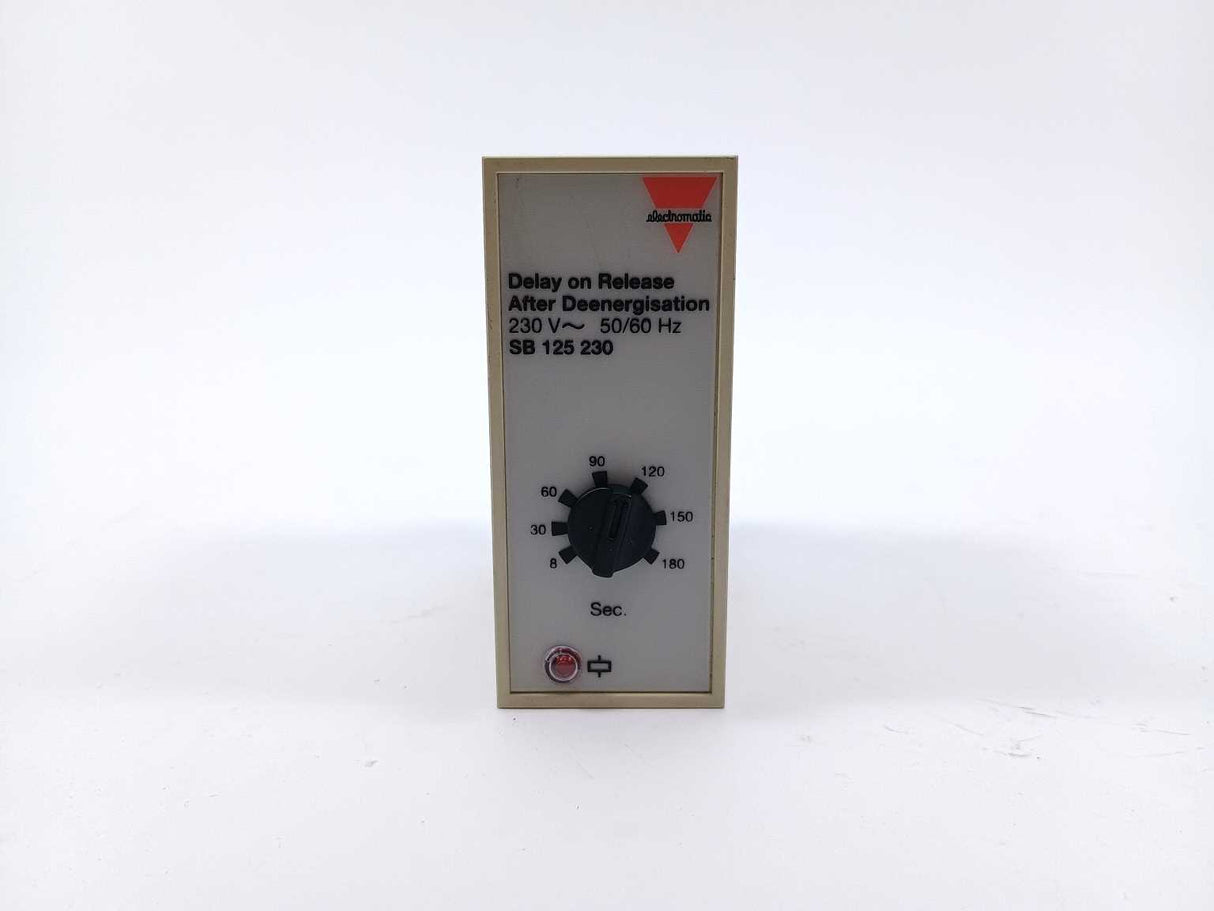 electromatic
Delay on Release
After Deenergisation
230 V~ 50/60 Hz
SB 125 230
90
120
60
150
30
8
180
Sec.